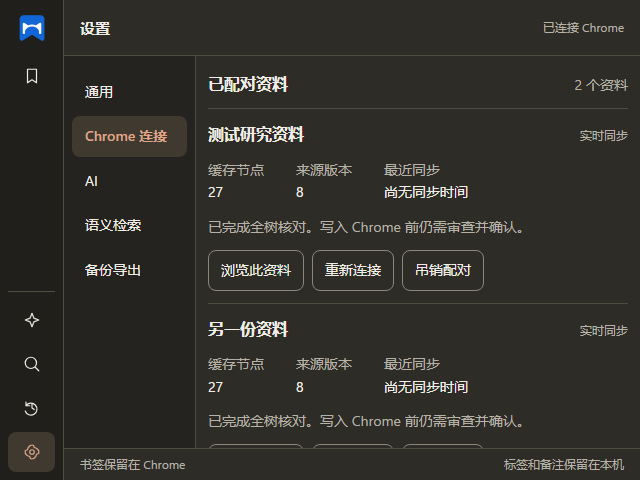 设置
已连接 Chrome
通用
Chrome 连接
AI
语义检索
备份导出
已配对资料
2 个资料
测试研究资料
实时同步
缓存节点 来源版本 最近同步
27 8 尚无同步时间
已完成全树核对。写入 Chrome 前仍需审查并确认。
浏览此资料 重新连接 吊销配对
另一份资料
实时同步
缓存节点 来源版本 最近同步
27 8 尚无同步时间
已完成全树核对。写入 Chrome 前仍需审查并确认。
书签保留在 Chrome
标签和备注保留在本机